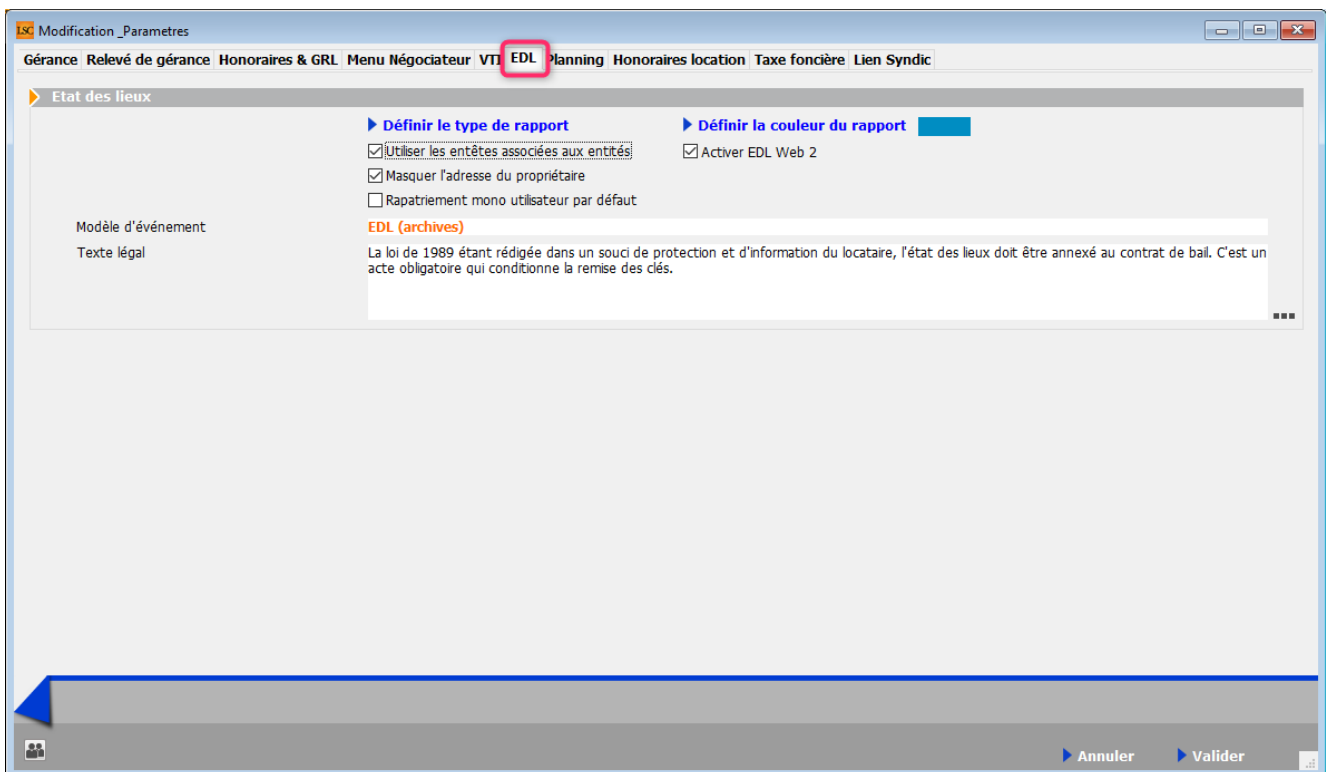 LSC Modification _Parametres
Gérance Relevé de gérance Honoraires & GRL Menu Négociateur VTI EDL Planning Honoraires location Taxe foncière Lien Syndic
Etat des lieux
Définir le type de rapport Définir la couleur du rapport
Utiliser les entêtes associées aux entités Activer EDL Web 2
Masquer l'adresse du propriétaire
Rapatriement mono utilisateur par défaut
Modèle d'événement EDL (archives)
Texte légal La loi de 1989 étant rédigée dans un souci de protection et d'information du locataire, l'état des lieux doit être annexé au contrat de bail. C'est un
acte obligatoire qui conditionne la remise des clés.
Annuler Valider